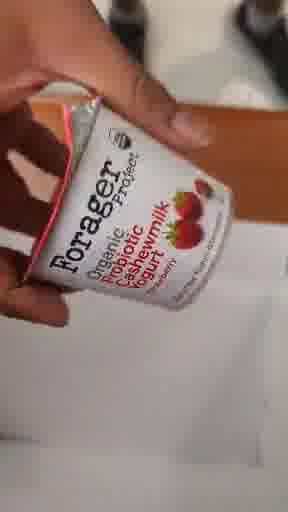 Forager
Project
Organic
Probiotic
Cashewmilk
Yogurt
Strawberry